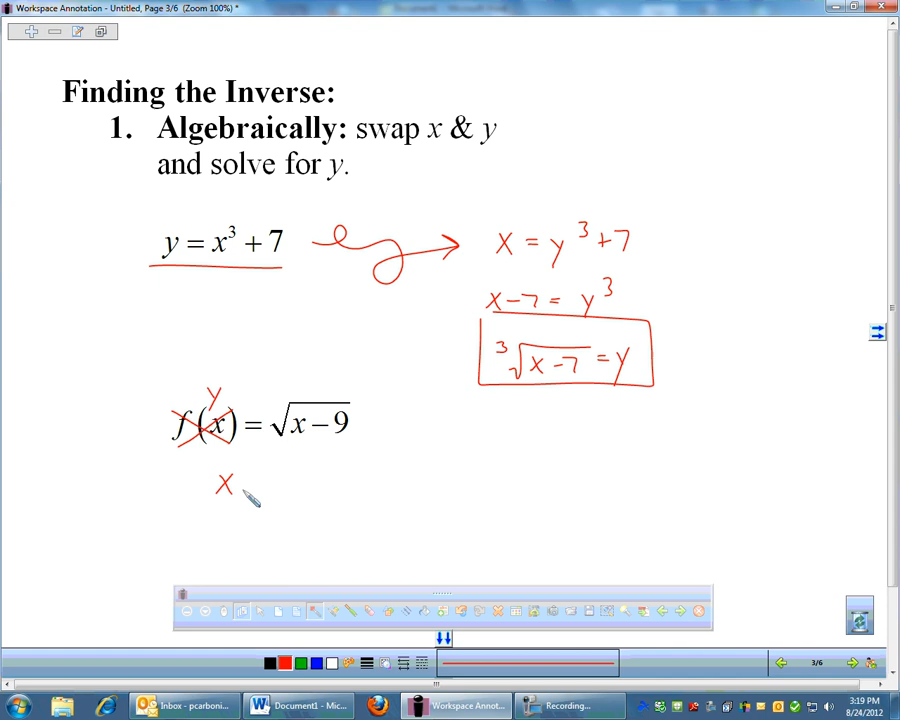 Workspace Annotation - Untitled, Page 3/6 (Zoom 100%) *
Finding the Inverse:
1. Algebraically: swap x & y
and solve for y.
y = x³ + 7
x = y³ + 7
x - 7 = y³
³√(x - 7) = y
y
f(x) = √(x − 9)
x
3/6
Inbox - pcarboni...
Document1 - Mic...
Workspace Annot...
Recording...
3:19 PM
8/24/2012